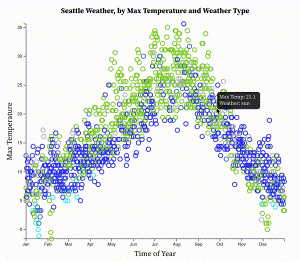 Seattle Weather, by Max Temperature and Weather Type
Max Temp: 21.1
Weather: sun
Max Temperature
35
30
25
20
15
10
5
0
Jan Feb Mar Apr May Jun Jul Aug Sep Oct Nov Dec
Time of Year